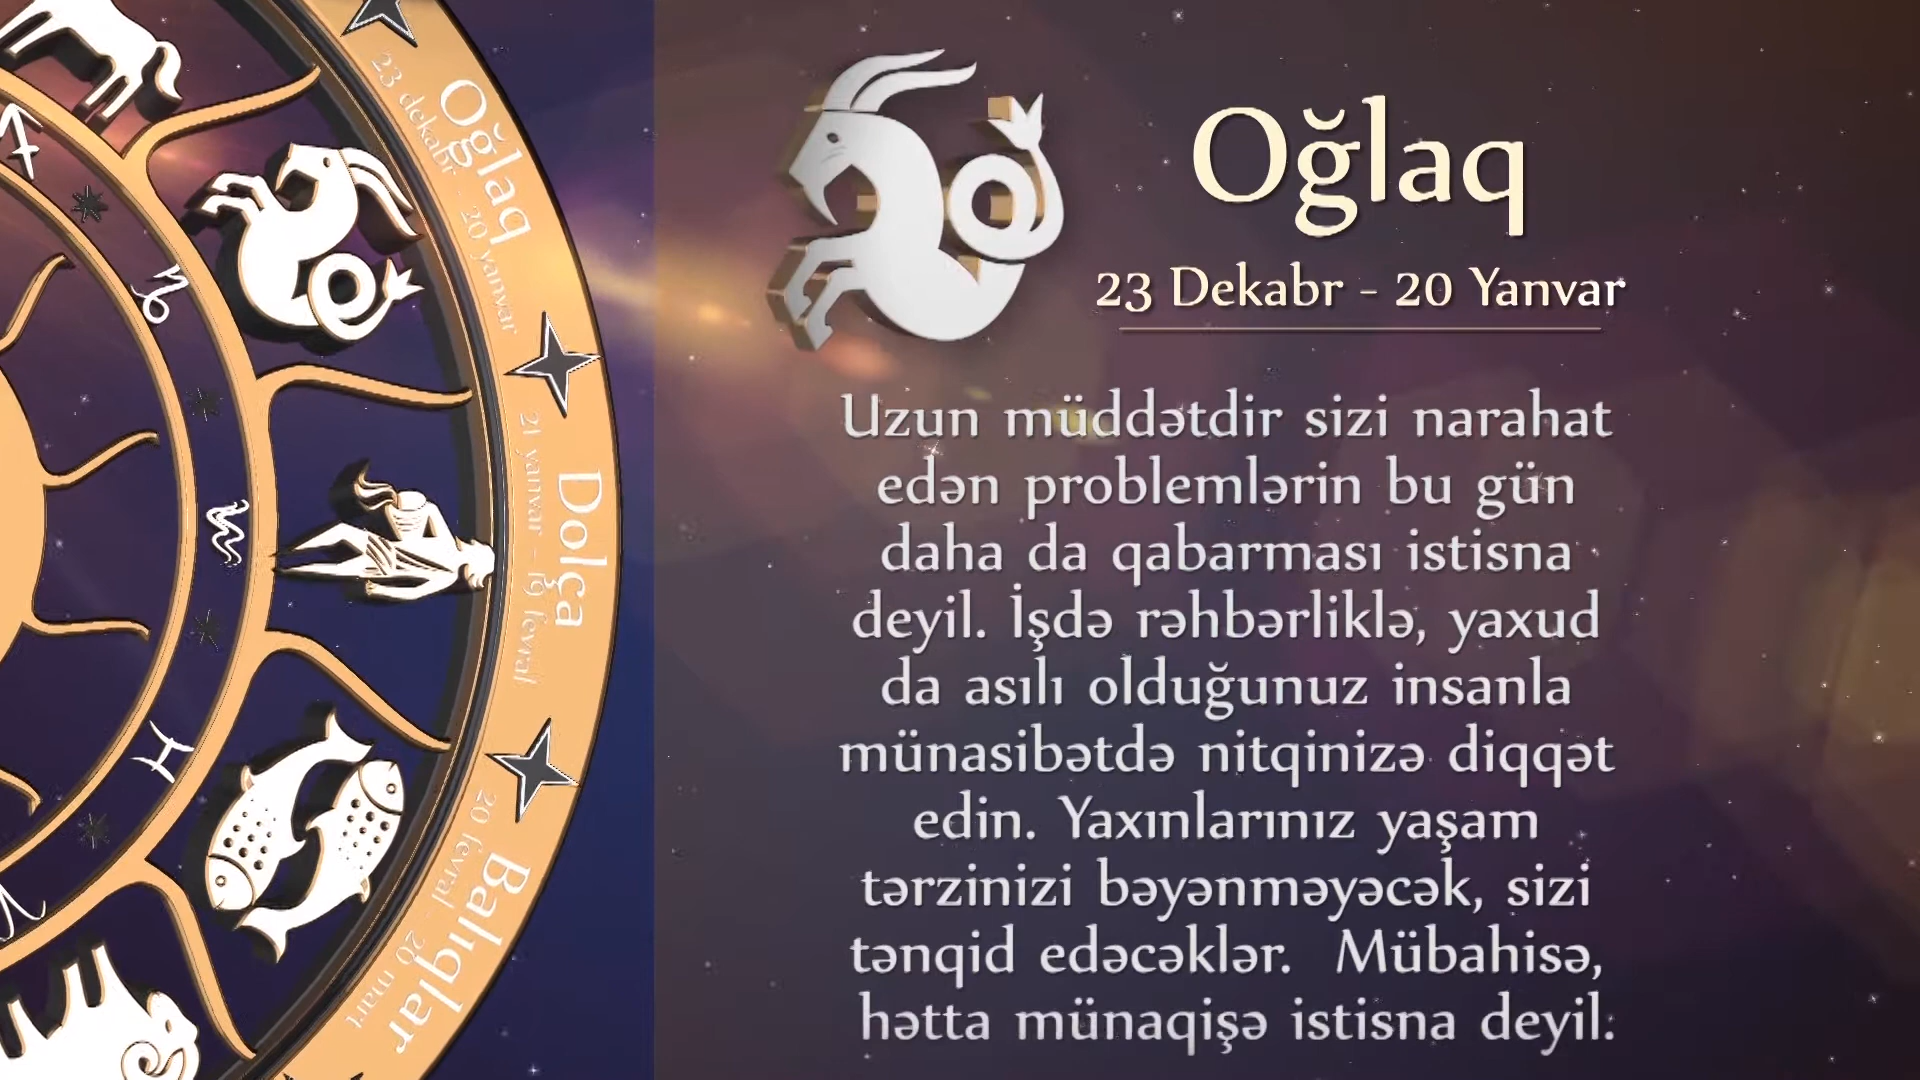 Oğlaq
23 dekabr - 20 yanvar
Dolça
21 yanvar - 19 fevral
Balıqlar
20 fevral - 20 mart
Oğlaq
23 Dekabr - 20 Yanvar
Uzun müddətdir sizi narahat
edən problemlərin bu gün
daha da qabarması istisna
deyil. İşdə rəhbərliklə, yaxud
da asılı olduğunuz insanla
münasibətdə nitqinizə diqqət
edin. Yaxınlarınız yaşam
tərzinizi bəyənməyəcək, sizi
tənqid edəcəklər. Mübahisə,
hətta münaqişə istisna deyil.